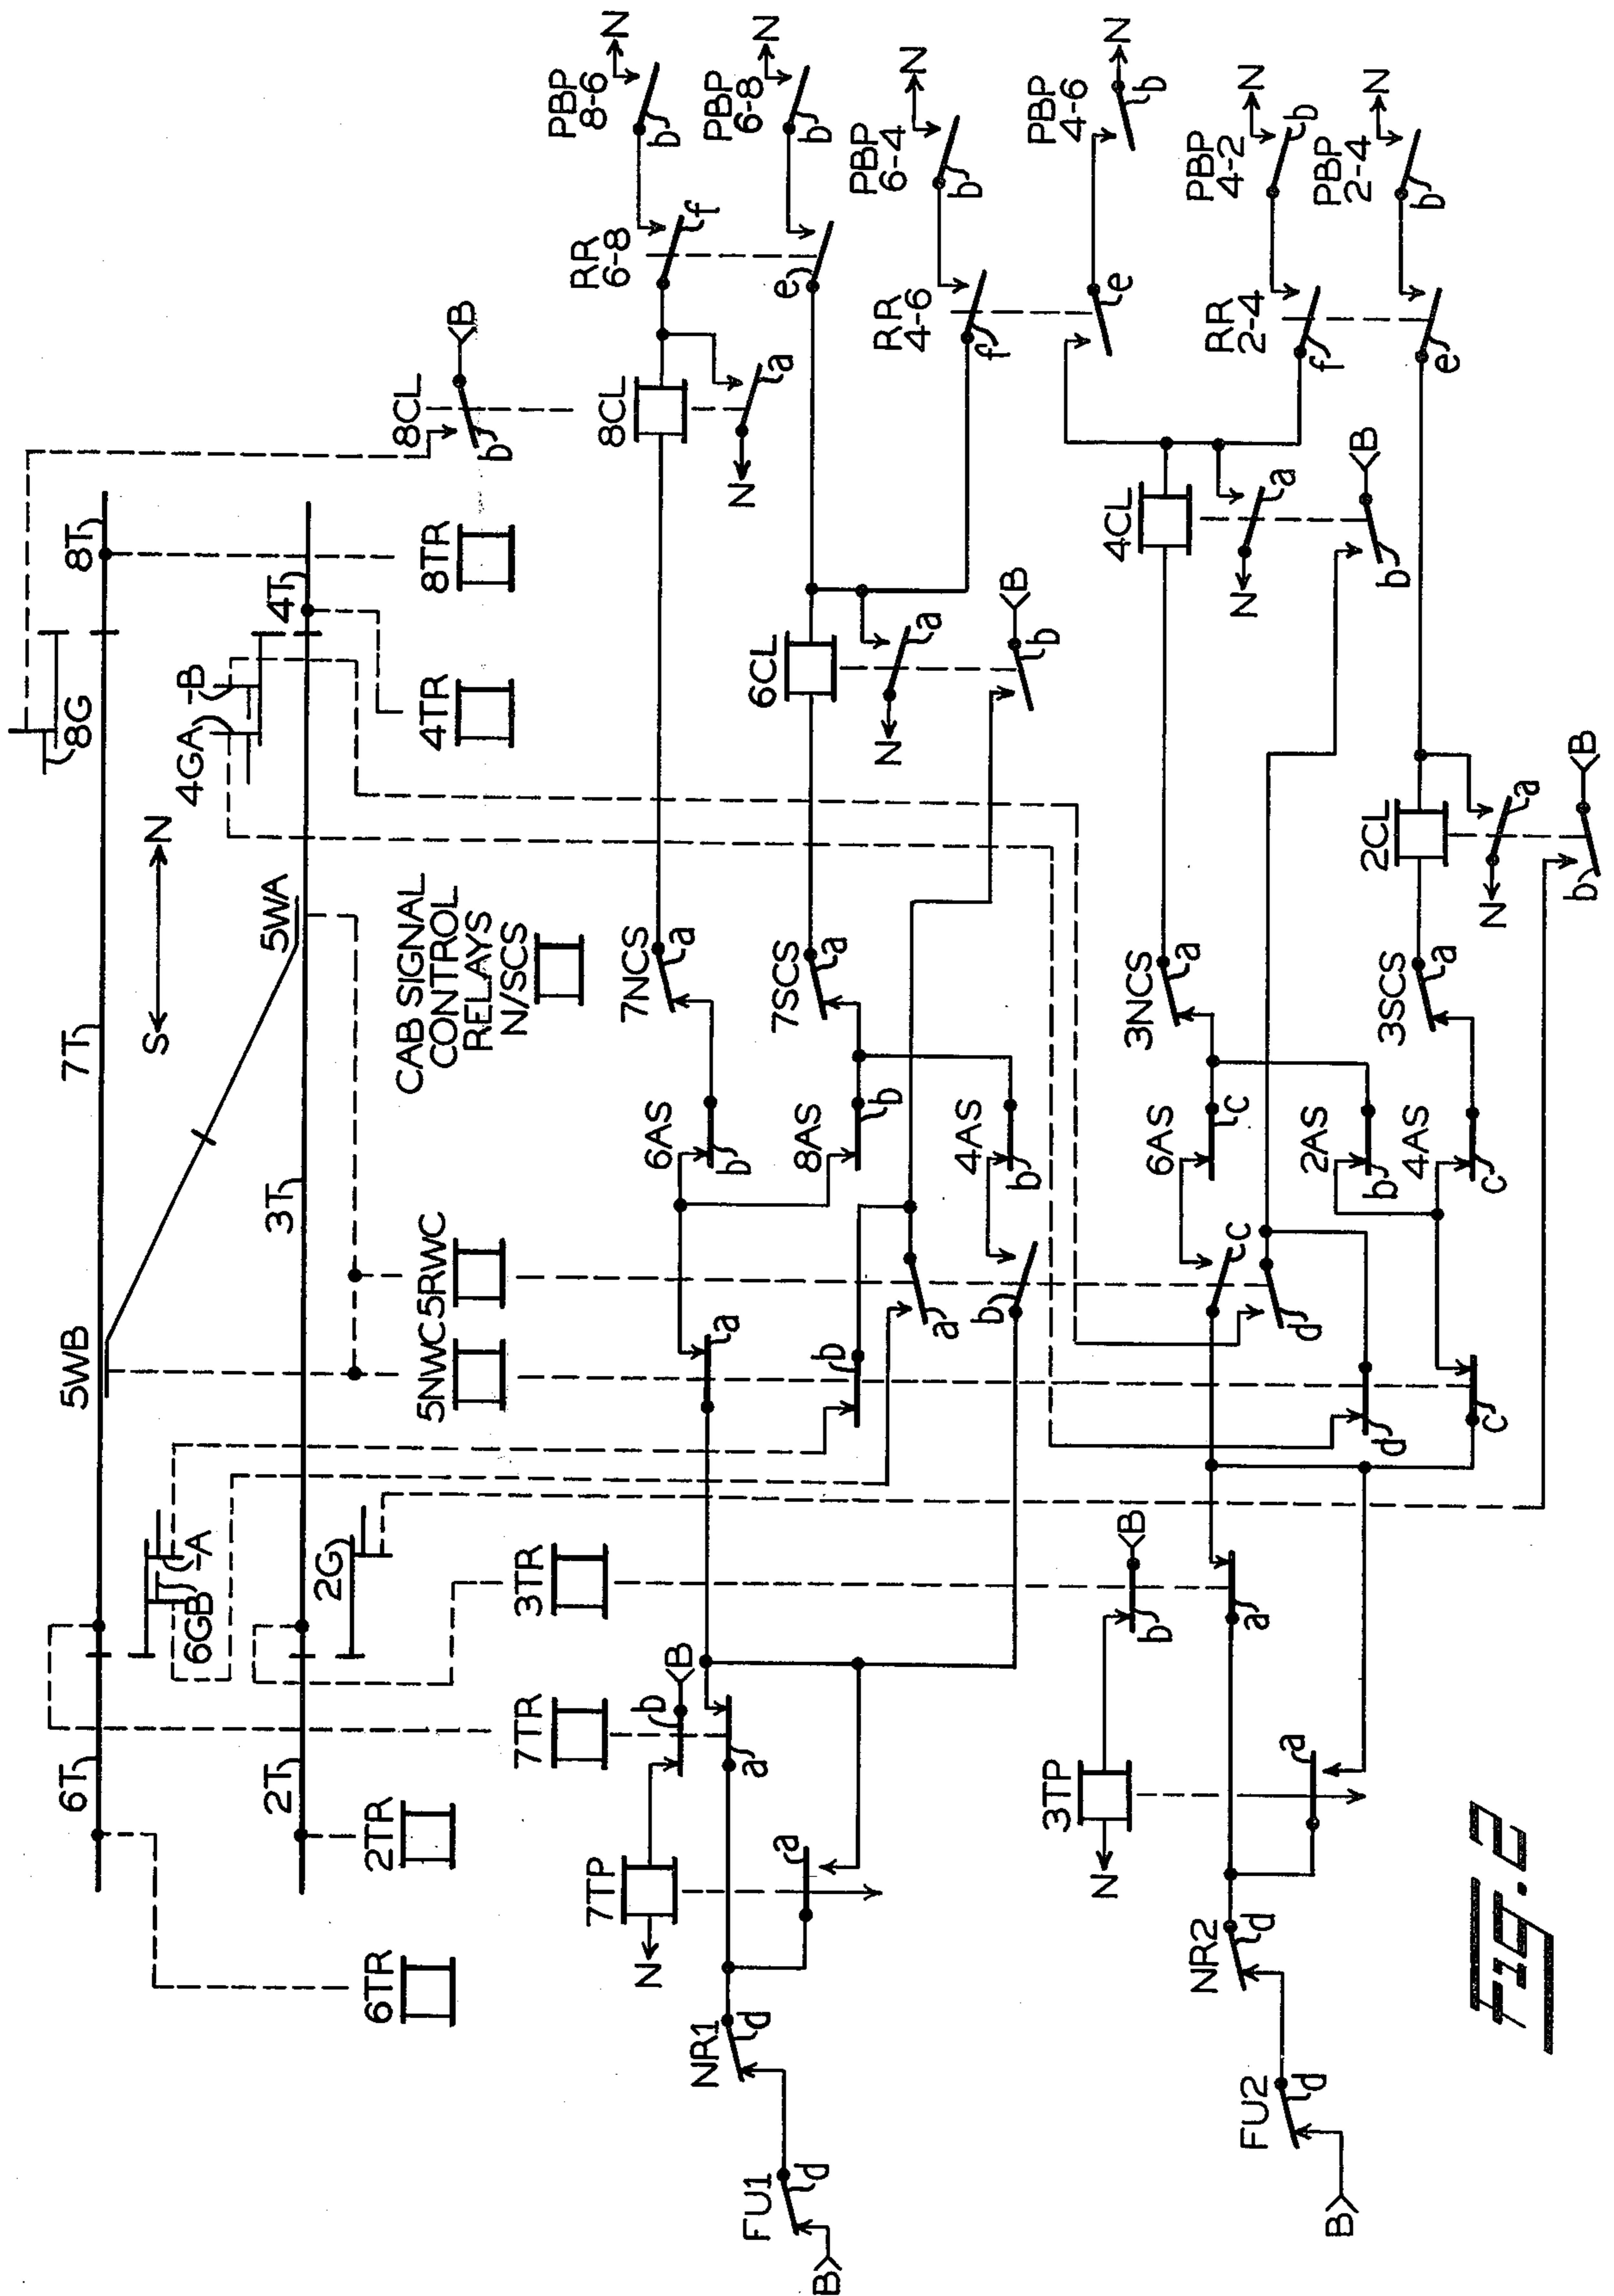 PBP 8-6
N
PBP 6-8
N
PBP 6-4
N
PBP 4-6
N
PBP 4-2
N
PBP 2-4
N
b
b
b
b
b
b
RR 6-8
f
e
RR 4-6
f
e
RR 2-4
f
e
8CL
B
b
8CL
a
N
6CL
a
N
B
b
4CL
a
N
B
b
2CL
a
N
B
b
8T
8G
4T
4GA
-B
8TR
4TR
S
N
7T
5WA
3T
5WB
CAB SIGNAL
CONTROL
RELAYS
N/SCS
7NCS
a
7SCS
a
3NCS
a
3SCS
a
6AS
b
8AS
b
4AS
b
6AS
c
2AS
b
4AS
c
5NWC
5RWC
a
b
a
b
c
d
d
c
6GB
-A
2G
3TR
B
b
a
7TR
B
b
a
6T
2T
2TR
6TR
7TP
N
a
3TP
N
a
NR1
d
NR2
d
FU1
d
B
FU2
d
B
Fig. 2